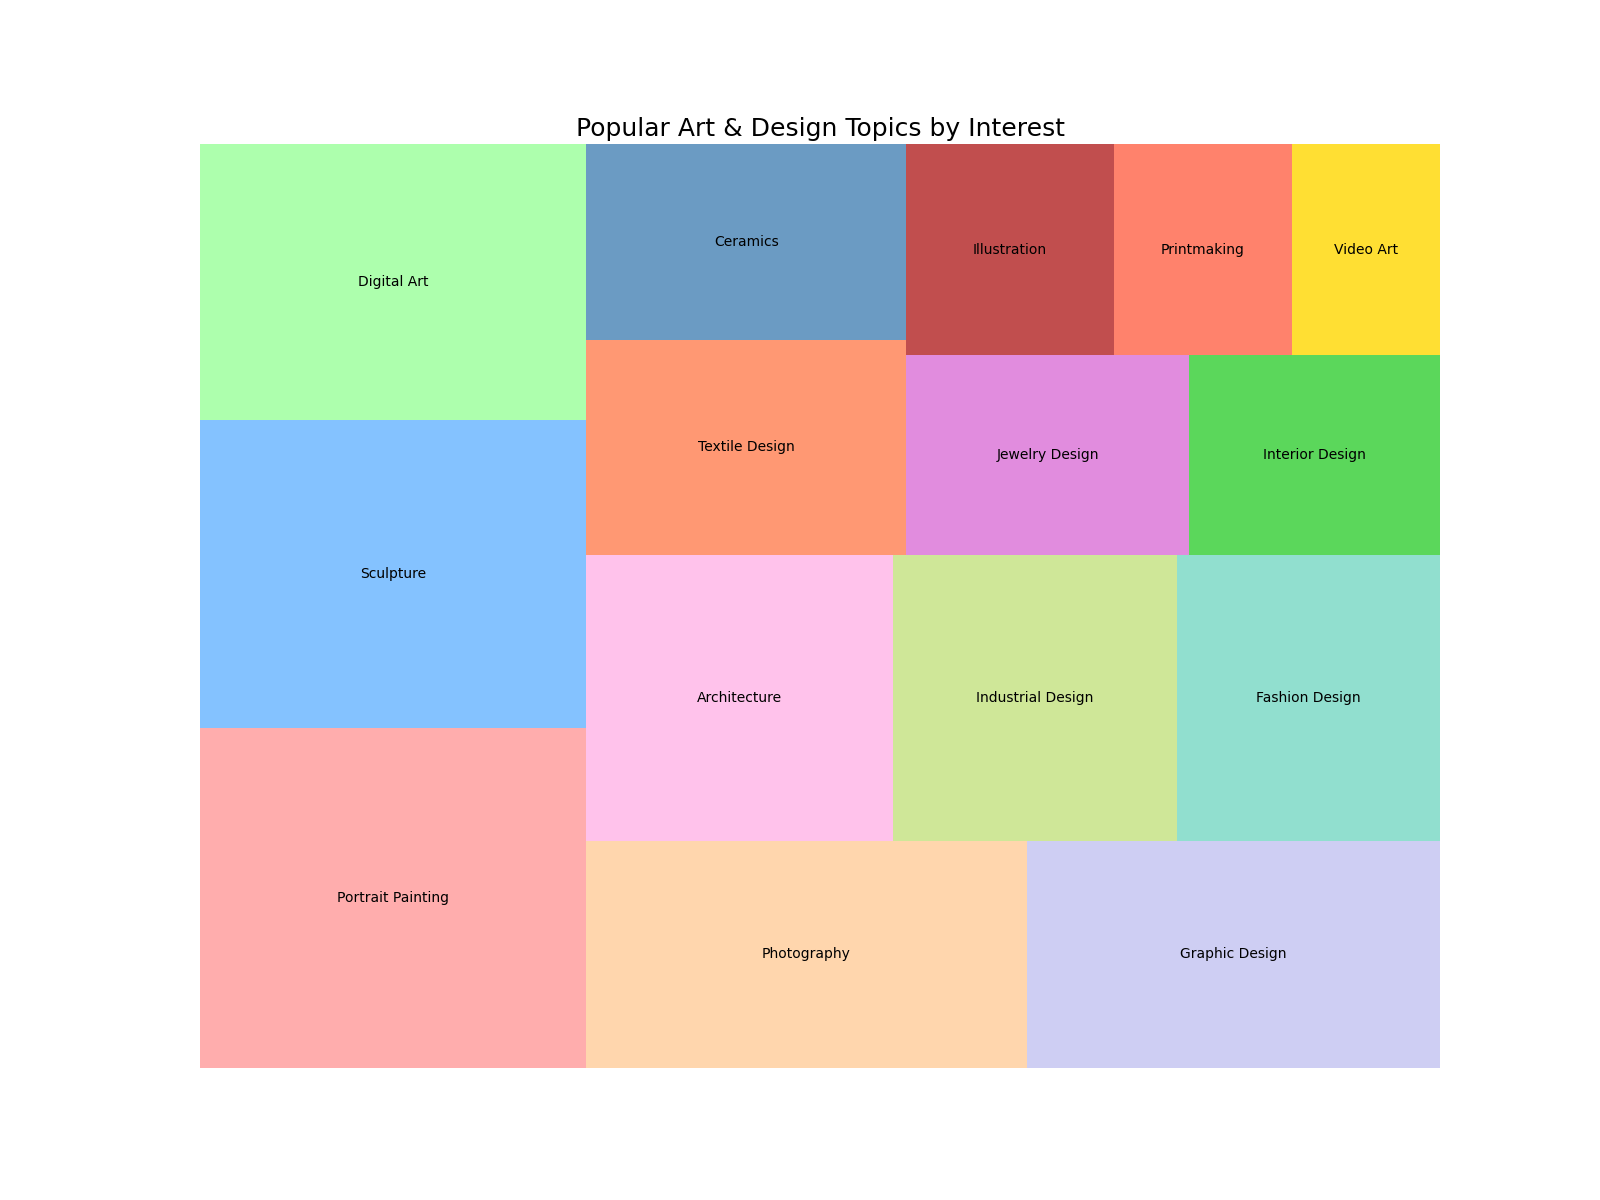 Popular Art & Design Topics by Interest
Digital Art
Ceramics
Illustration
Printmaking
Video Art
Textile Design
Jewelry Design
Interior Design
Sculpture
Architecture
Industrial Design
Fashion Design
Portrait Painting
Photography
Graphic Design